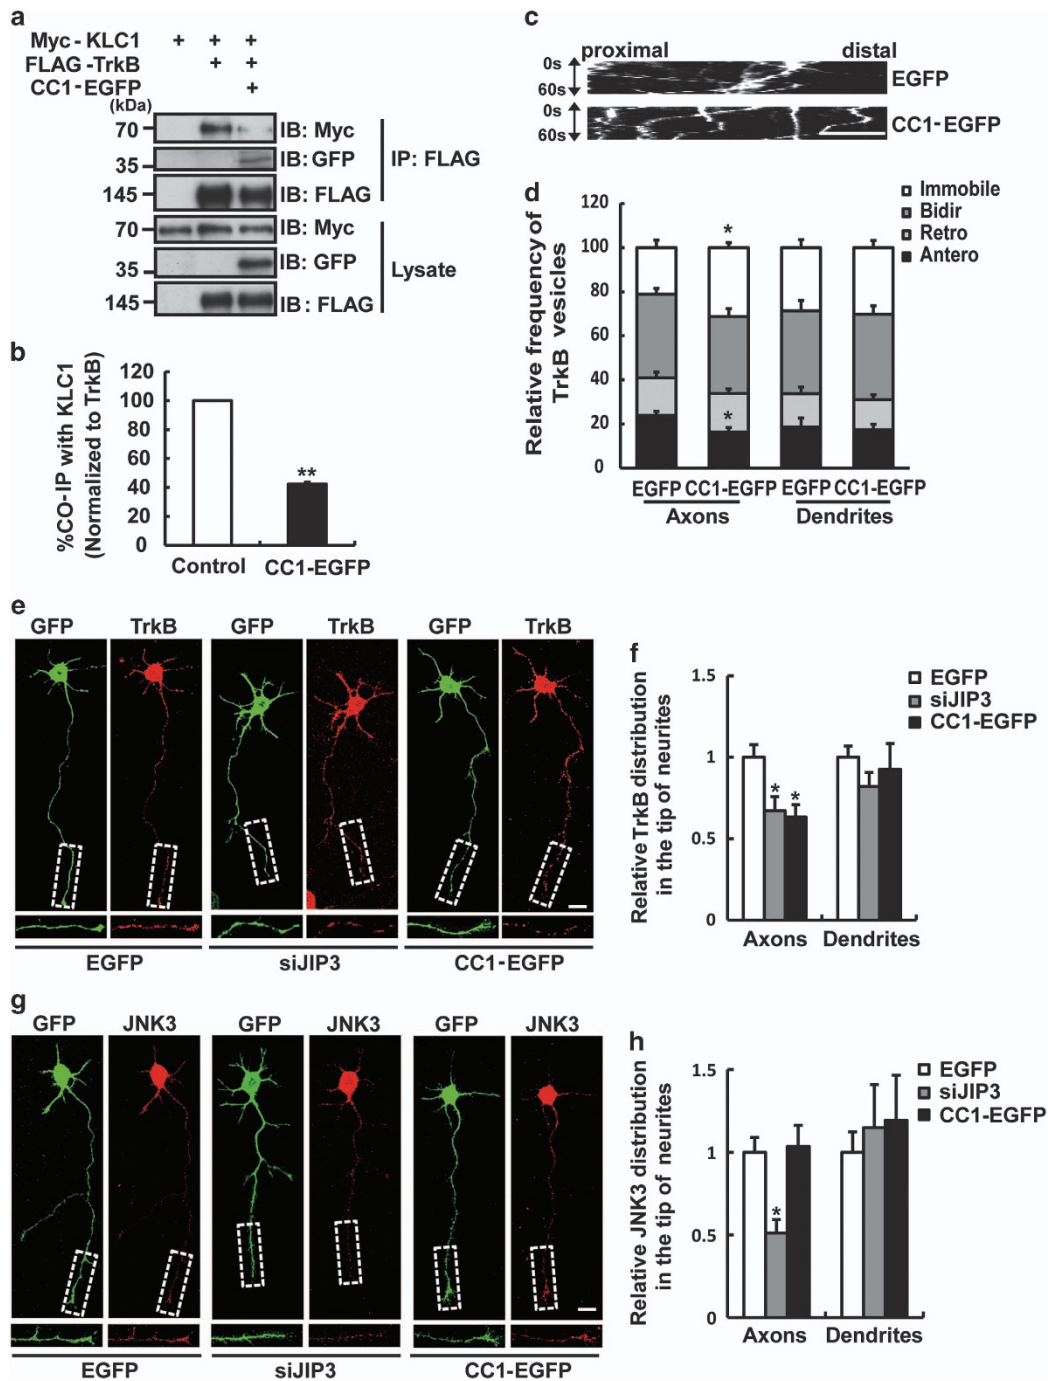 a
Myc-KLC1 + + +
FLAG-TrkB + +
CC1-EGFP +
(kDa)
70 IB: Myc
35 IB: GFP
145 IB: FLAG
IP: FLAG
70 IB: Myc
35 IB: GFP
145 IB: FLAG
Lysate
b
%CO-IP with KLC1
(Normalized to TrkB)
120
100
80
60
40
20
0
**
Control CC1-EGFP
c
proximal distal
0s
60s
EGFP
0s
60s
CC1-EGFP
d
Relative frequency of
TrkB vesicles
120
100
80
60
40
20
0
*
*
Immobile
Bidir
Retro
Antero
EGFP CC1-EGFP EGFP CC1-EGFP
Axons Dendrites
e
GFP TrkB GFP TrkB GFP TrkB
EGFP siJIP3 CC1-EGFP
f
Relative TrkB distribution
in the tip of neurites
1.5
1
0.5
0
* *
EGFP
siJIP3
CC1-EGFP
Axons Dendrites
g
GFP JNK3 GFP JNK3 GFP JNK3
EGFP siJIP3 CC1-EGFP
h
Relative JNK3 distribution
in the tip of neurites
1.5
1
0.5
0
*
EGFP
siJIP3
CC1-EGFP
Axons Dendrites